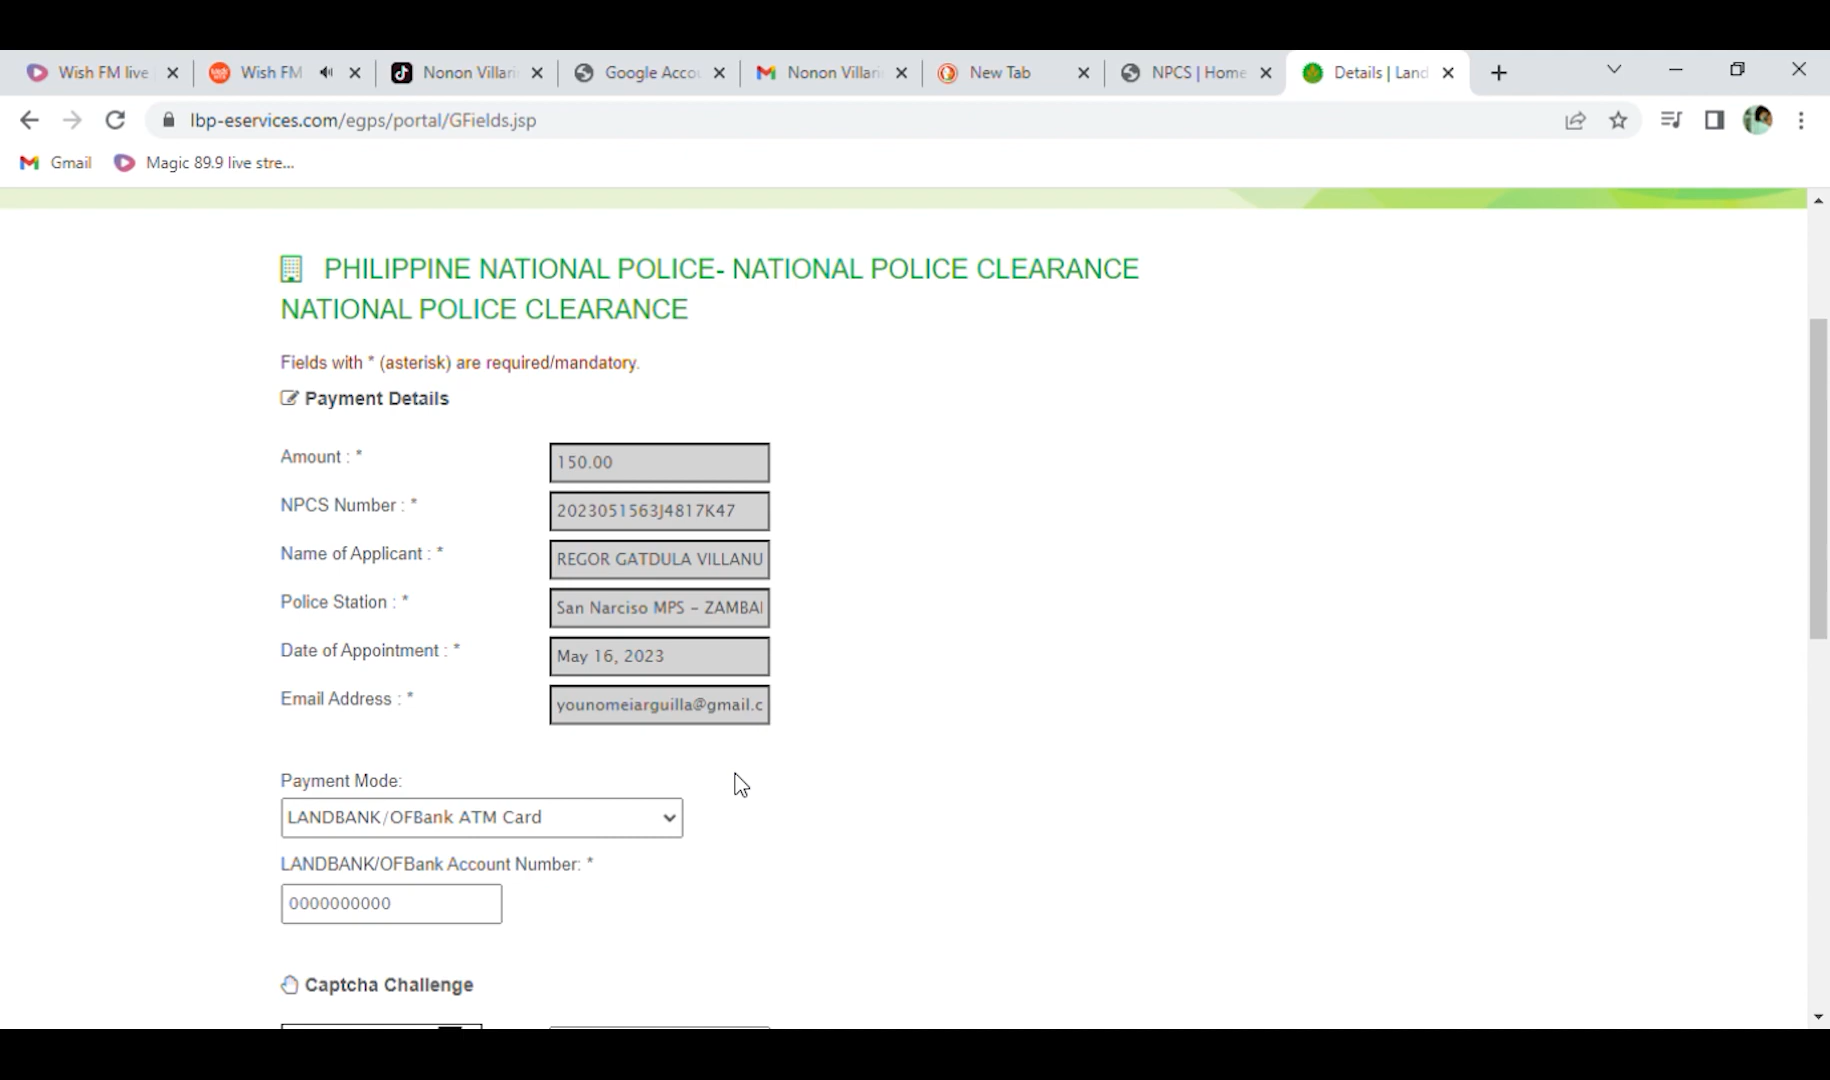 Wish FM live
Wish FM
Nonon Villari
Google Accou
Nonon Villari
New Tab
NPCS | Home
Details | Land
lbp-eservices.com/egps/portal/GFields.jsp
Gmail
Magic 89.9 live stre...
PHILIPPINE NATIONAL POLICE- NATIONAL POLICE CLEARANCE
NATIONAL POLICE CLEARANCE
Fields with * (asterisk) are required/mandatory.
Payment Details
Amount : *
150.00
NPCS Number : *
2023051563J4817K47
Name of Applicant : *
REGOR GATDULA VILLANU
Police Station : *
San Narciso MPS – ZAMBAL
Date of Appointment : *
May 16, 2023
Email Address : *
younomeiarguilla@gmail.c
Payment Mode:
LANDBANK/OFBank ATM Card
LANDBANK/OFBank Account Number: *
0000000000
Captcha Challenge